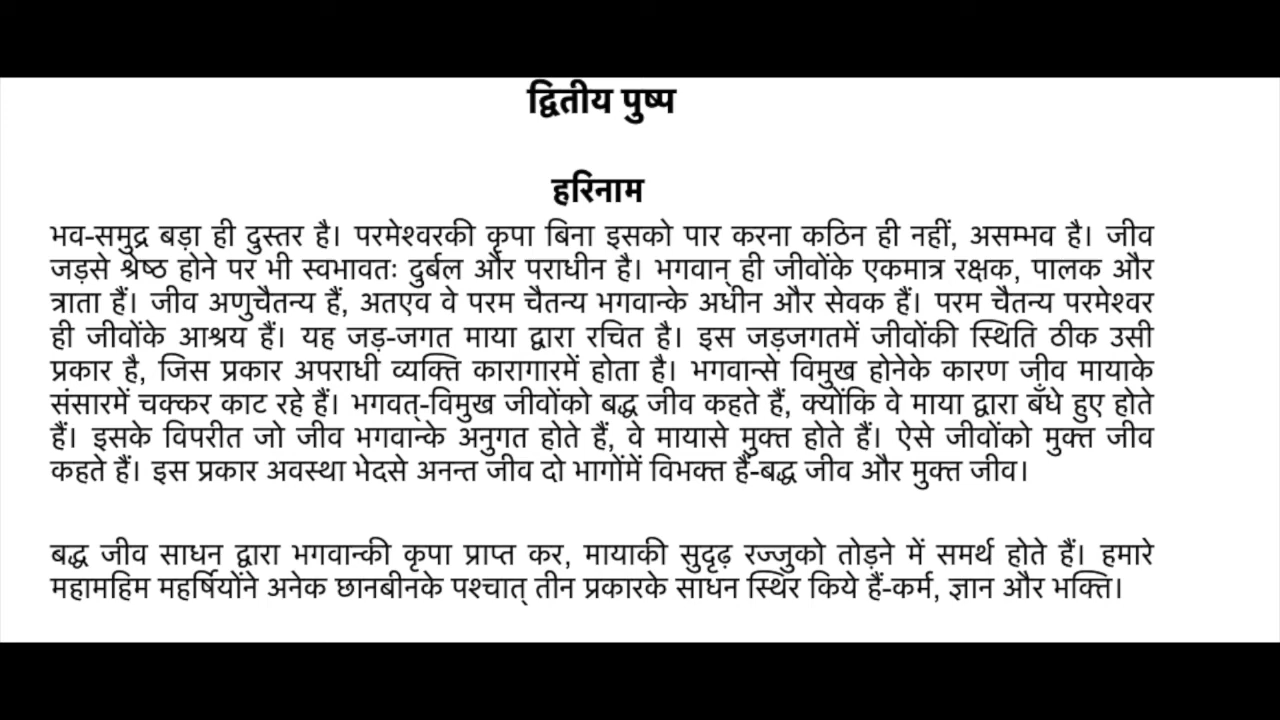 द्वितीय पुष्प
हरिनाम
भव-समुद्र बड़ा ही दुस्तर है। परमेश्वरकी कृपा बिना इसको पार करना कठिन ही नहीं, असम्भव है। जीव
जड़से श्रेष्ठ होने पर भी स्वभावतः दुर्बल और पराधीन है। भगवान् ही जीवोंके एकमात्र रक्षक, पालक और
त्राता हैं। जीव अणुचैतन्य हैं, अतएव वे परम चैतन्य भगवान्के अधीन और सेवक हैं। परम चैतन्य परमेश्वर
ही जीवोंके आश्रय हैं। यह जड़-जगत माया द्वारा रचित है। इस जड़जगतमें जीवोंकी स्थिति ठीक उसी
प्रकार है, जिस प्रकार अपराधी व्यक्ति कारागारमें होता है। भगवान्से विमुख होनेके कारण जीव मायाके
संसारमें चक्कर काट रहे हैं। भगवत्-विमुख जीवोंको बद्ध जीव कहते हैं, क्योंकि वे माया द्वारा बँधे हुए होते
हैं। इसके विपरीत जो जीव भगवान्के अनुगत होते हैं, वे मायासे मुक्त होते हैं। ऐसे जीवोंको मुक्त जीव
कहते हैं। इस प्रकार अवस्था भेदसे अनन्त जीव दो भागोंमें विभक्त हैं-बद्ध जीव और मुक्त जीव।
बद्ध जीव साधन द्वारा भगवान्की कृपा प्राप्त कर, मायाकी सुदृढ़ रज्जुको तोड़ने में समर्थ होते हैं। हमारे
महामहिम महर्षियोंने अनेक छानबीनके पश्चात् तीन प्रकारके साधन स्थिर किये हैं-कर्म, ज्ञान और भक्ति।